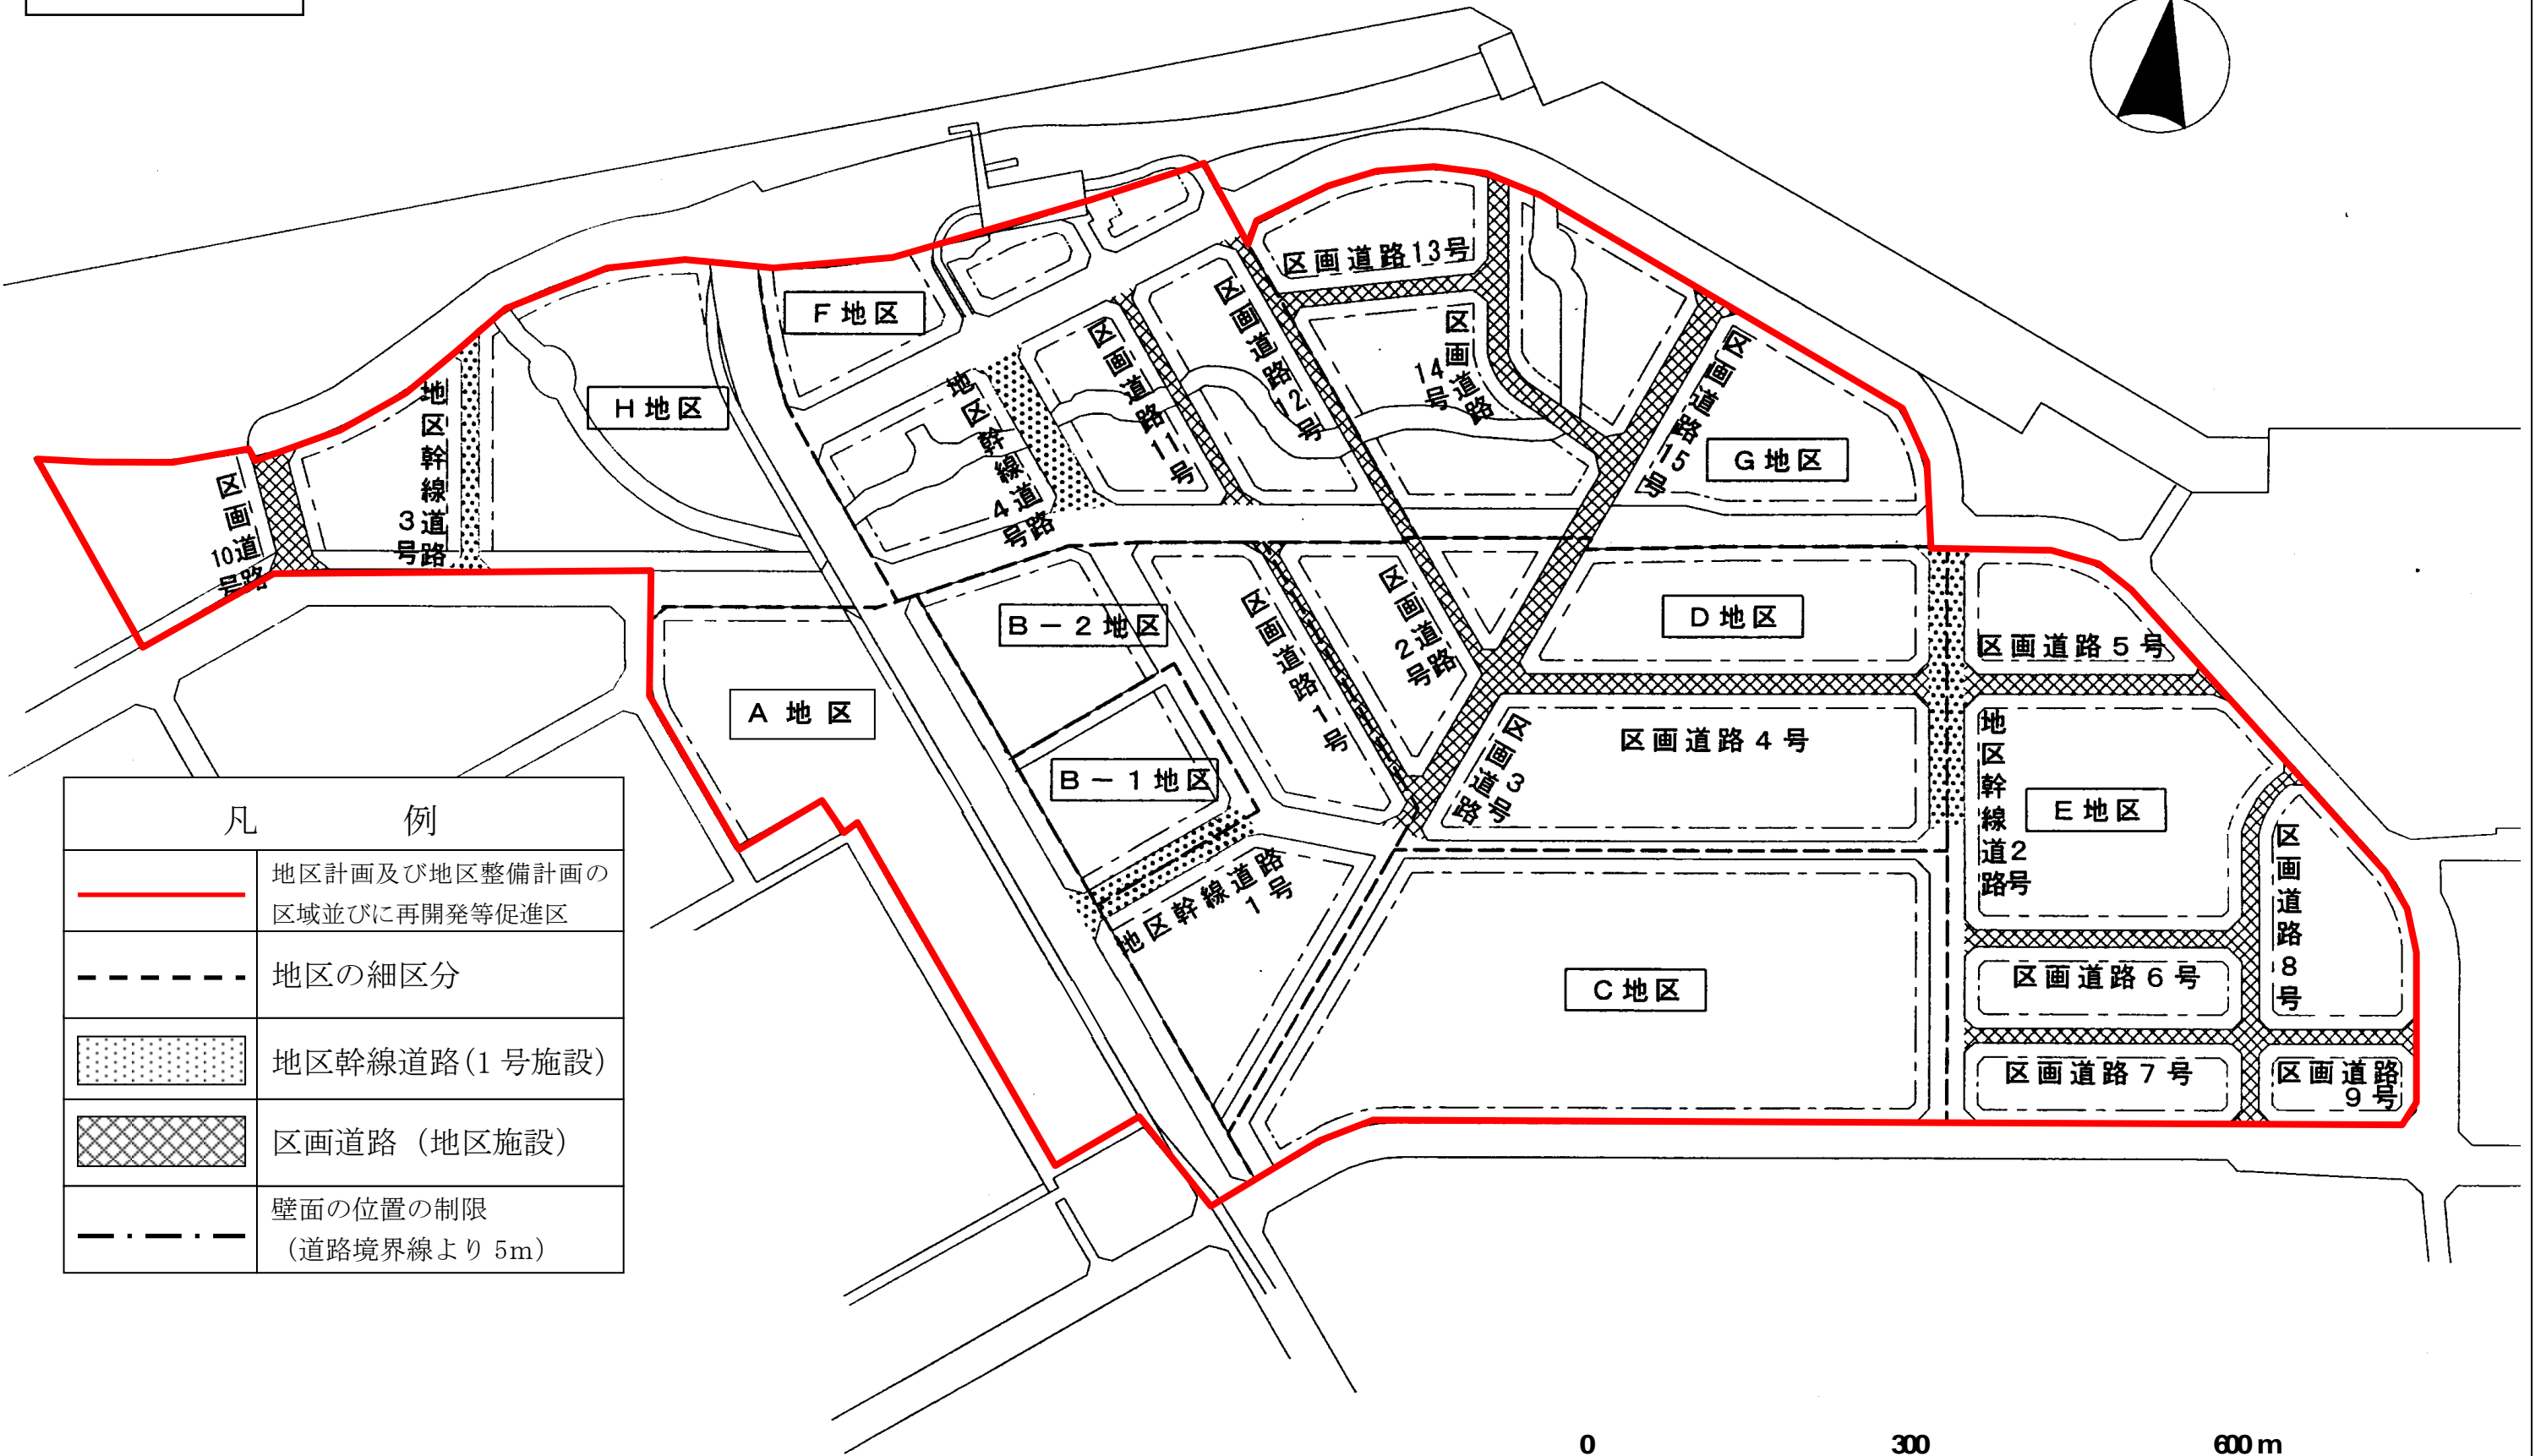 区画道路13号
区画道路12号
区画道路14号
区画道路11号
F地区
H地区
地区幹線道路4号
区画道路15号
G地区
地区幹線道路3号
区画道路10号
B－2地区
区画道路1号
区画道路2号
D地区
区画道路5号
A地区
B－1地区
区画道路3号
区画道路4号
地区幹線道路2号
E地区
区画道路8号
地区幹線道路1号
C地区
区画道路6号
区画道路7号
区画道路
9号
凡例
地区計画及び地区整備計画の
区域並びに再開発等促進区
地区の細区分
地区幹線道路(1号施設)
区画道路（地区施設）
壁面の位置の制限
（道路境界線より5m）
0 300 600m